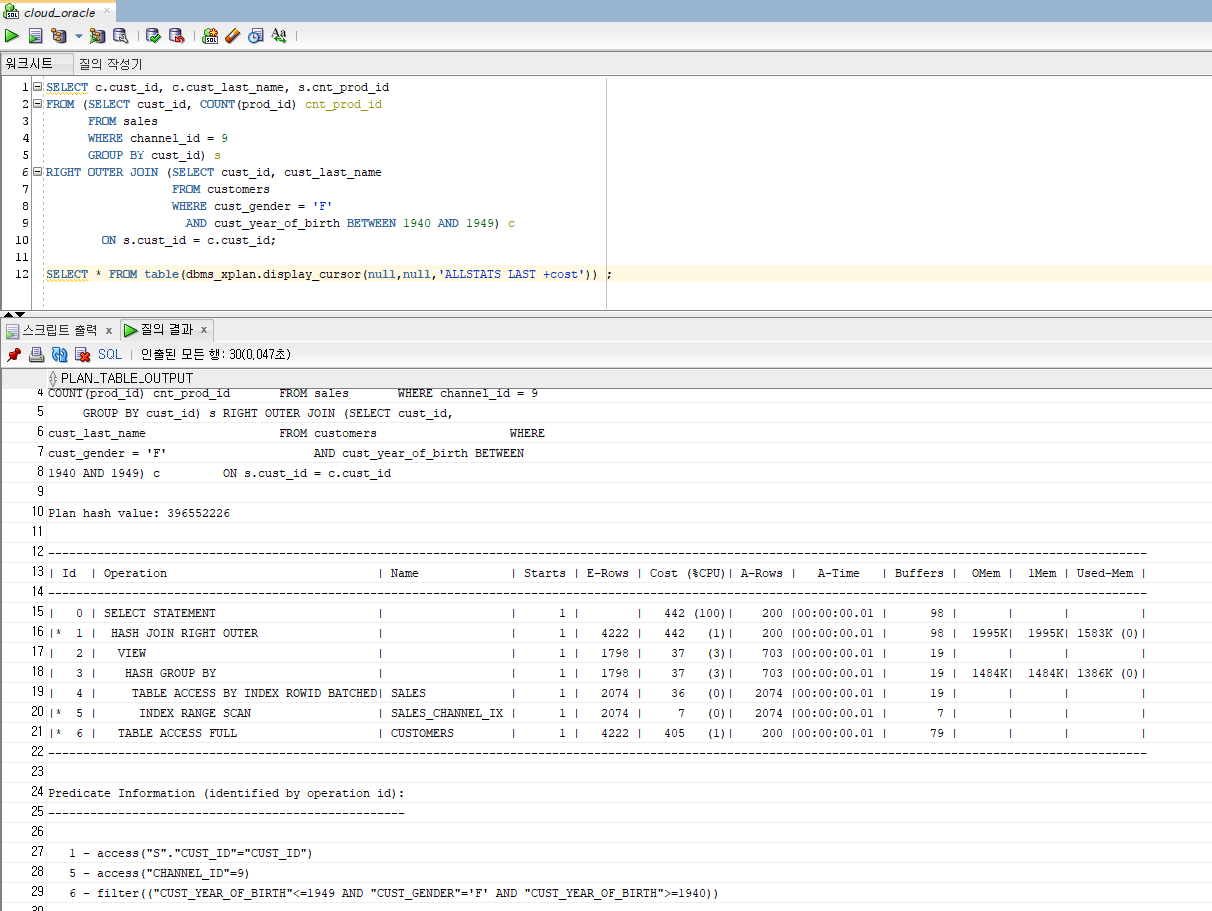 cloud_oracle ×
SQL
Aa
워크시트 질의 작성기
1 SELECT c.cust_id, c.cust_last_name, s.cnt_prod_id
2 FROM (SELECT cust_id, COUNT(prod_id) cnt_prod_id
3 FROM sales
4 WHERE channel_id = 9
5 GROUP BY cust_id) s
6 RIGHT OUTER JOIN (SELECT cust_id, cust_last_name
7 FROM customers
8 WHERE cust_gender = 'F'
9 AND cust_year_of_birth BETWEEN 1940 AND 1949) c
10 ON s.cust_id = c.cust_id;
11
12 SELECT * FROM table(dbms_xplan.display_cursor(null,null,'ALLSTATS LAST +cost')) ;
스크립트 출력 x 질의 결과 x
SQL | 인출된 모든 행: 30(0,047초)
PLAN_TABLE_OUTPUT
4 COUNT(prod_id) cnt_prod_id FROM sales WHERE channel_id = 9
5 GROUP BY cust_id) s RIGHT OUTER JOIN (SELECT cust_id,
6 cust_last_name FROM customers WHERE
7 cust_gender = 'F' AND cust_year_of_birth BETWEEN
8 1940 AND 1949) c ON s.cust_id = c.cust_id
9
10 Plan hash value: 396552226
11
12 -------------------------------------------------------------------------------------------------------------------------------------------------------------
13 | Id | Operation | Name | Starts | E-Rows | Cost (%CPU)| A-Rows | A-Time | Buffers | OMem | 1Mem | Used-Mem |
14 -------------------------------------------------------------------------------------------------------------------------------------------------------------
15 | 0 | SELECT STATEMENT | | 1 | | 442 (100)| 200 |00:00:00.01 | 98 | | | |
16 |* 1 | HASH JOIN RIGHT OUTER | | 1 | 4222 | 442 (1)| 200 |00:00:00.01 | 98 | 1995K| 1995K| 1583K (0)|
17 | 2 | VIEW | | 1 | 1798 | 37 (3)| 703 |00:00:00.01 | 19 | | | |
18 | 3 | HASH GROUP BY | | 1 | 1798 | 37 (3)| 703 |00:00:00.01 | 19 | 1484K| 1484K| 1386K (0)|
19 | 4 | TABLE ACCESS BY INDEX ROWID BATCHED| SALES | 1 | 2074 | 36 (0)| 2074 |00:00:00.01 | 19 | | | |
20 |* 5 | INDEX RANGE SCAN | SALES_CHANNEL_IX | 1 | 2074 | 7 (0)| 2074 |00:00:00.01 | 7 | | | |
21 |* 6 | TABLE ACCESS FULL | CUSTOMERS | 1 | 4222 | 405 (1)| 200 |00:00:00.01 | 79 | | | |
22 -------------------------------------------------------------------------------------------------------------------------------------------------------------
23
24 Predicate Information (identified by operation id):
25 ---------------------------------------------------
26
27 1 - access("S"."CUST_ID"="CUST_ID")
28 5 - access("CHANNEL_ID"=9)
29 6 - filter(("CUST_YEAR_OF_BIRTH"<=1949 AND "CUST_GENDER"='F' AND "CUST_YEAR_OF_BIRTH">=1940))
30